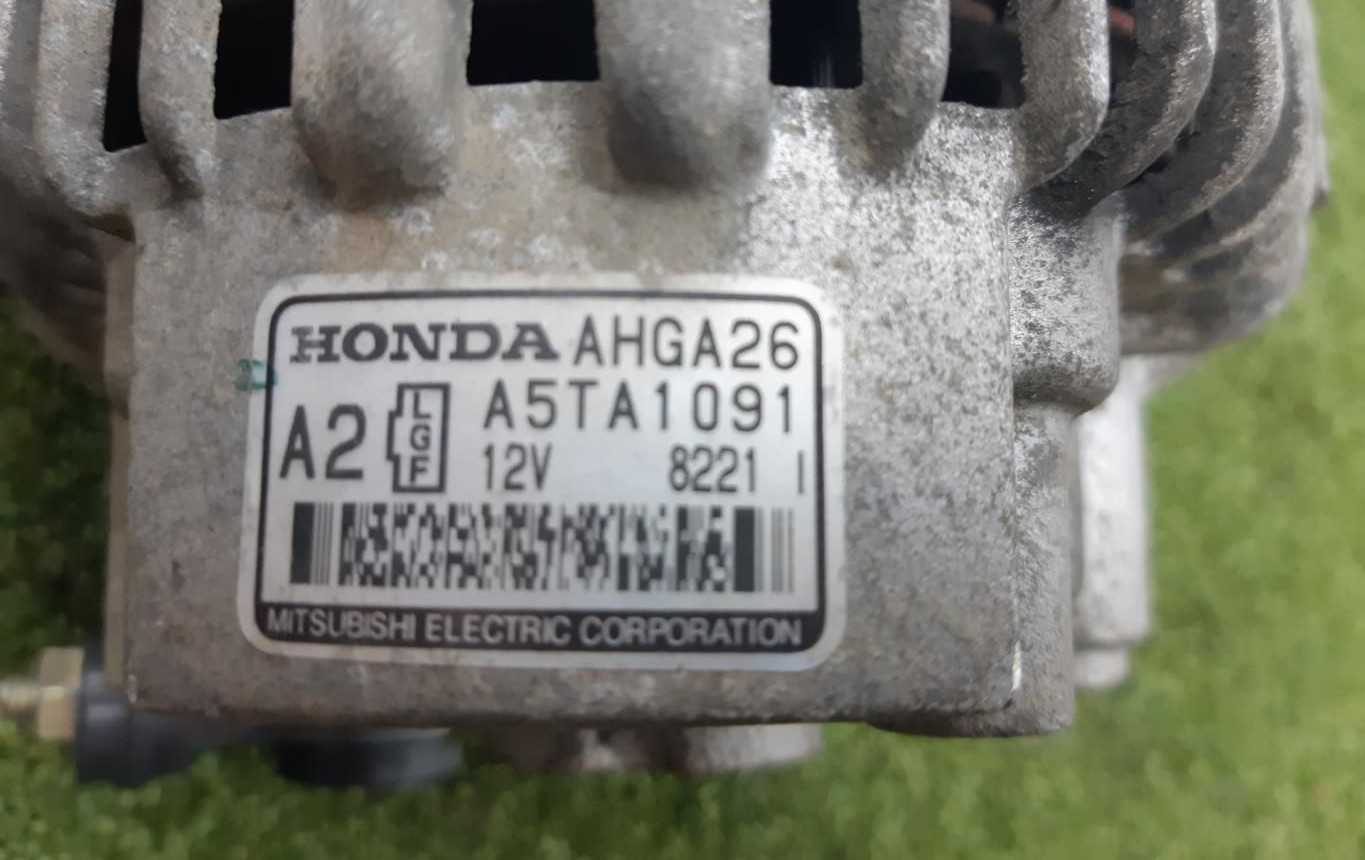 HONDA AHGA26
A2 LGF A5TA1091
12V 8221 I
MITSUBISHI ELECTRIC CORPORATION